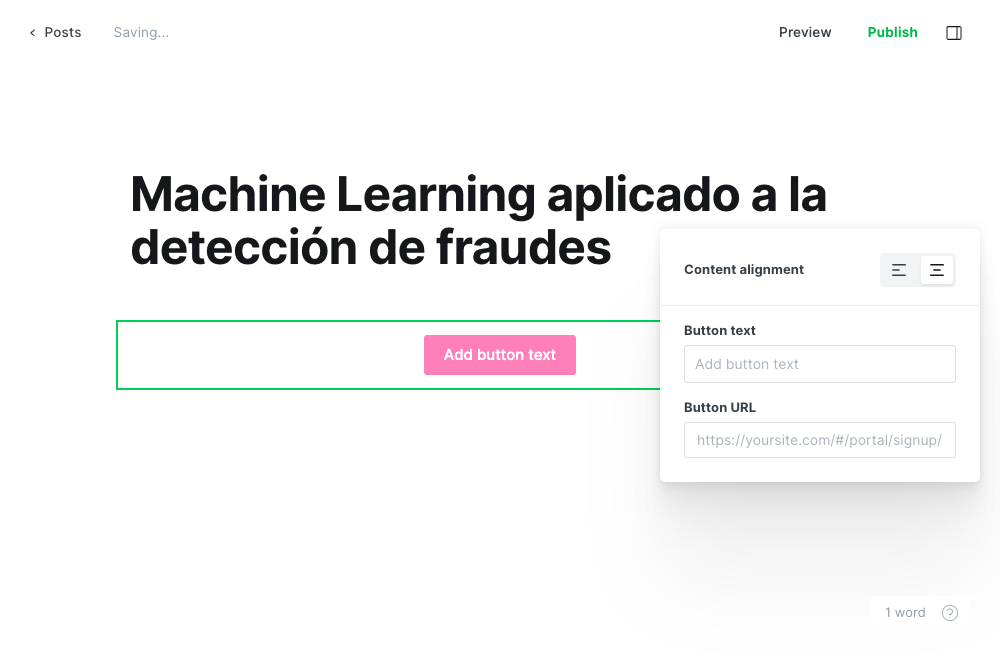 Posts
Saving...
Preview
Publish
Machine Learning aplicado a la
detección de fraudes
Content alignment
Add button text
Button text
Add button text
Button URL
https://yoursite.com/#/portal/signup/
1 word
?